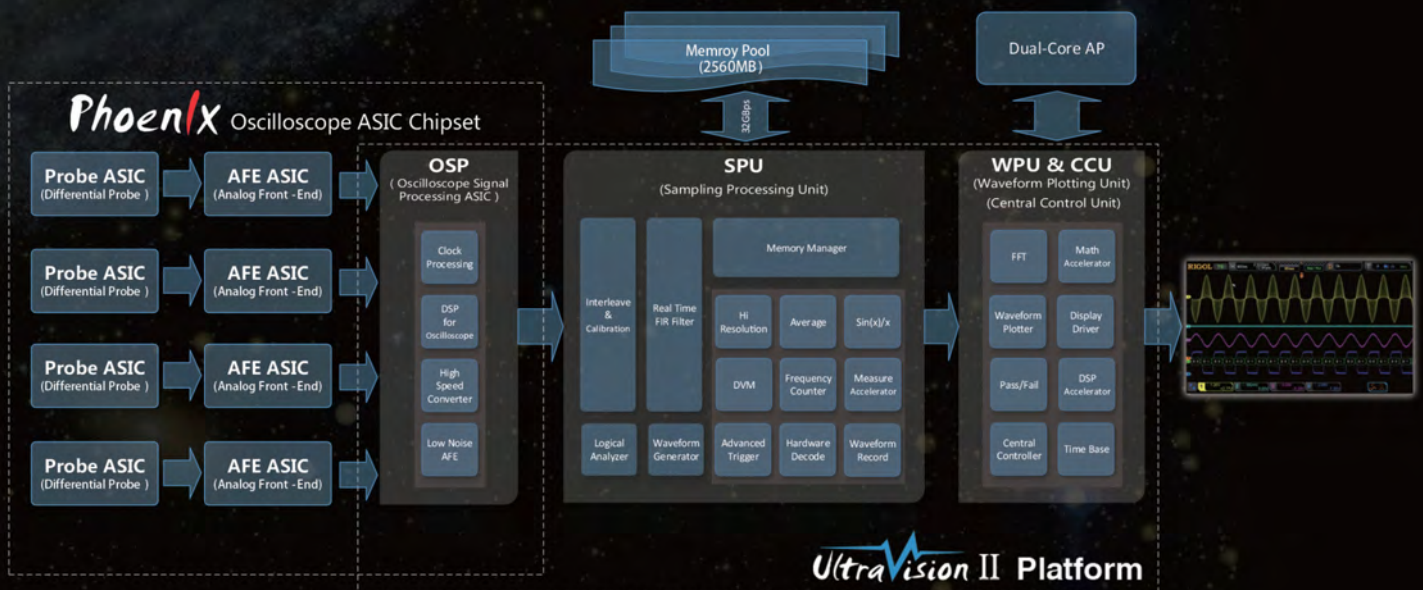 Memroy Pool
(2560MB)
Dual-Core AP
32GBps
Phoenix Oscilloscope ASIC Chipset
Probe ASIC
(Differential Probe )
AFE ASIC
(Analog Front -End)
Probe ASIC
(Differential Probe )
AFE ASIC
(Analog Front -End)
Probe ASIC
(Differential Probe )
AFE ASIC
(Analog Front -End)
Probe ASIC
(Differential Probe )
AFE ASIC
(Analog Front -End)
OSP
( Oscilloscope Signal
Processing ASIC )
Clock
Processing
DSP
for
Oscilloscope
High
Speed
Converter
Low Noise
AFE
SPU
(Sampling Processing Unit)
Interleave
&
Calibration
Real Time
FIR Filter
Memory Manager
Hi
Resolution
Average
Sin(x)/x
DVM
Frequency
Counter
Measure
Accelerator
Logical
Analyzer
Waveform
Generator
Advanced
Trigger
Hardware
Decode
Waveform
Record
WPU & CCU
(Waveform Plotting Unit)
(Central Control Unit)
FFT
Math
Accelerator
Waveform
Plotter
Display
Driver
Pass/Fail
DSP
Accelerator
Central
Controller
Time Base
RIGOL
UltraVision II Platform